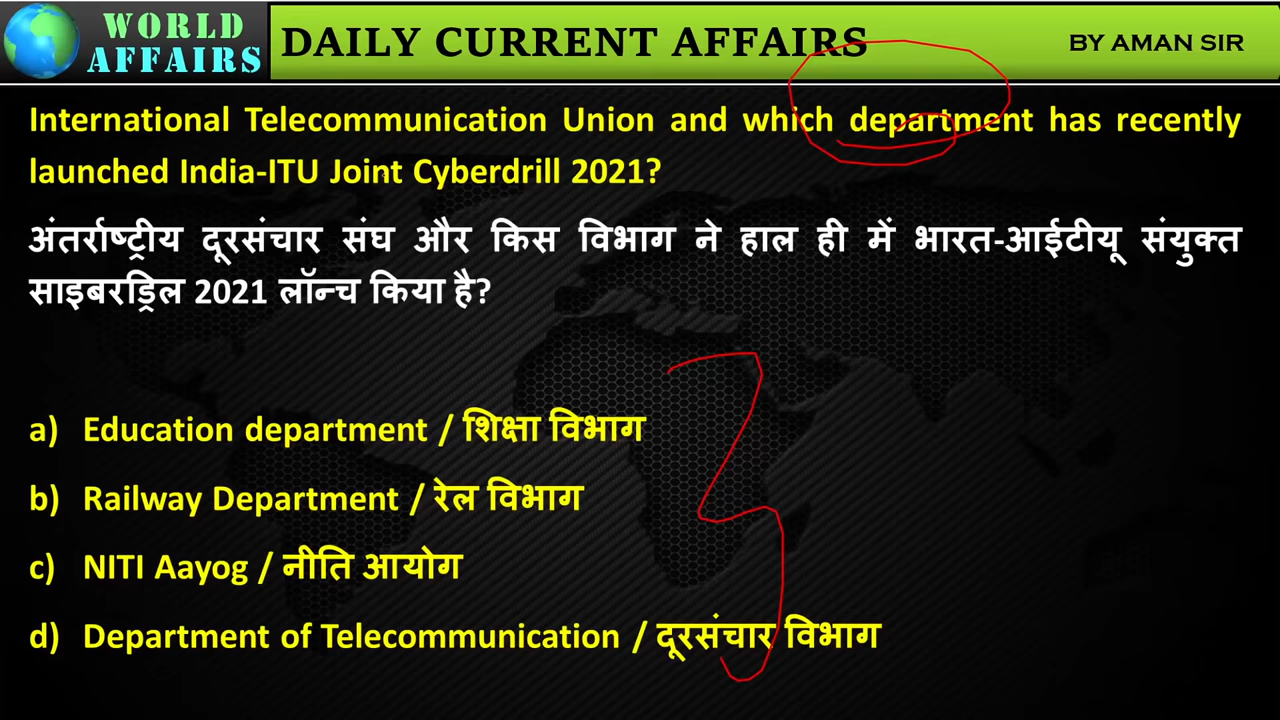 WORLD
AFFAIRS
DAILY CURRENT AFFAIRS
BY AMAN SIR
International Telecommunication Union and which department has recently
launched India-ITU Joint Cyberdrill 2021?
अंतर्राष्ट्रीय दूरसंचार संघ और किस विभाग ने हाल ही में भारत-आईटीयू संयुक्त
साइबरड्रिल 2021 लॉन्च किया है?
a) Education department / शिक्षा विभाग
b) Railway Department / रेल विभाग
c) NITI Aayog / नीति आयोग
d) Department of Telecommunication / दूरसंचार विभाग